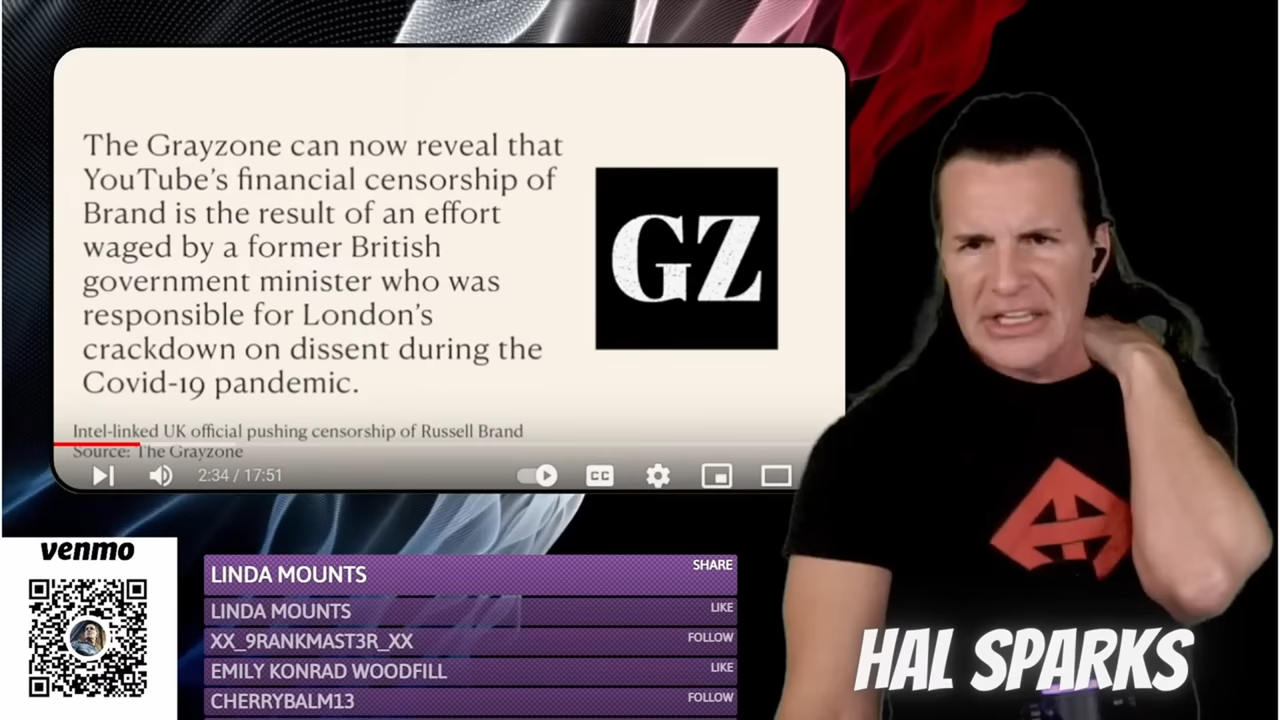 The Grayzone can now reveal that
YouTube's financial censorship of
Brand is the result of an effort
waged by a former British
government minister who was
responsible for London's
crackdown on dissent during the
Covid-19 pandemic.
GZ
Intel-linked UK official pushing censorship of Russell Brand
Source: The Grayzone
2:34 / 17:51
CC
venmo
LINDA MOUNTS SHARE
LINDA MOUNTS LIKE
XX_9RANKMAST3R_XX FOLLOW
EMILY KONRAD WOODFILL LIKE
CHERRYBALM13 FOLLOW
HAL SPARKS